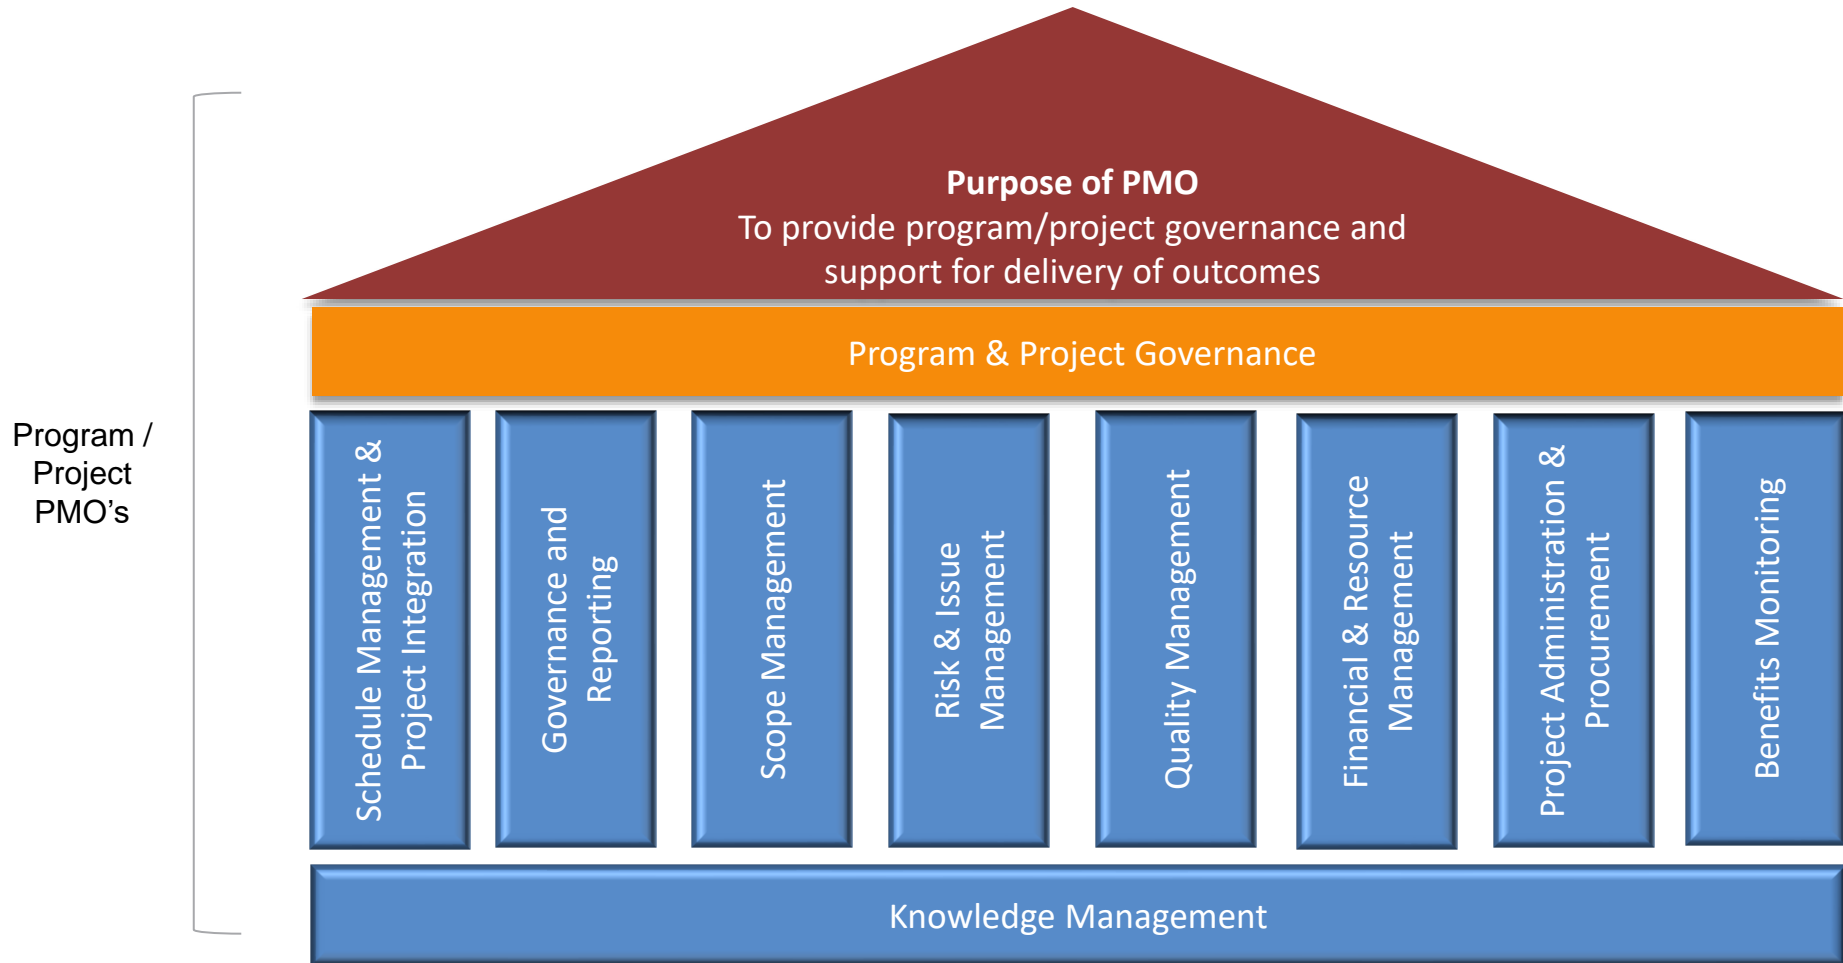 Purpose of PMO
To provide program/project governance and
support for delivery of outcomes
Program & Project Governance
Program /
Project
PMO's
Schedule Management &
Project Integration
Governance and
Reporting
Scope Management
Risk & Issue
Management
Quality Management
Financial & Resource
Management
Project Administration &
Procurement
Benefits Monitoring
Knowledge Management